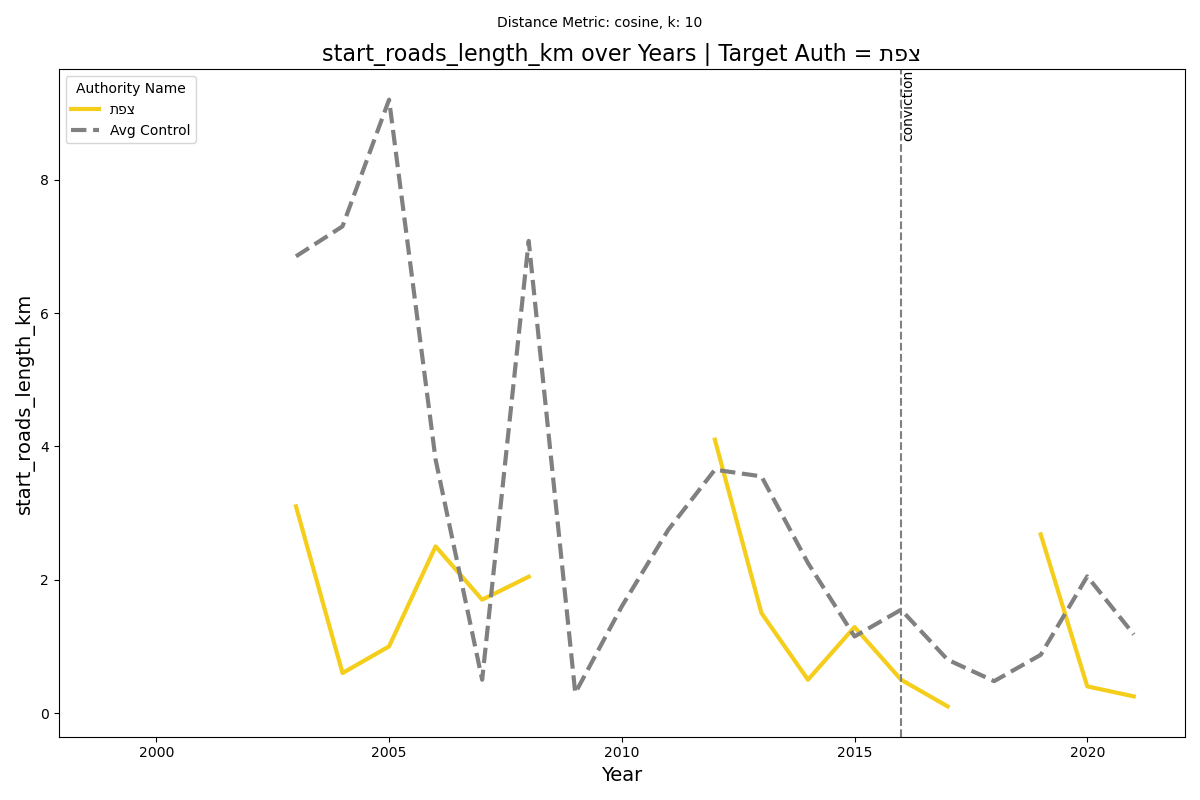 Distance Metric: cosine, k: 10
start_roads_length_km over Years | Target Auth = צפת
Authority Name
צפת
Avg Control
conviction
start_roads_length_km
8
6
4
2
0
2000
2005
2010
2015
2020
Year